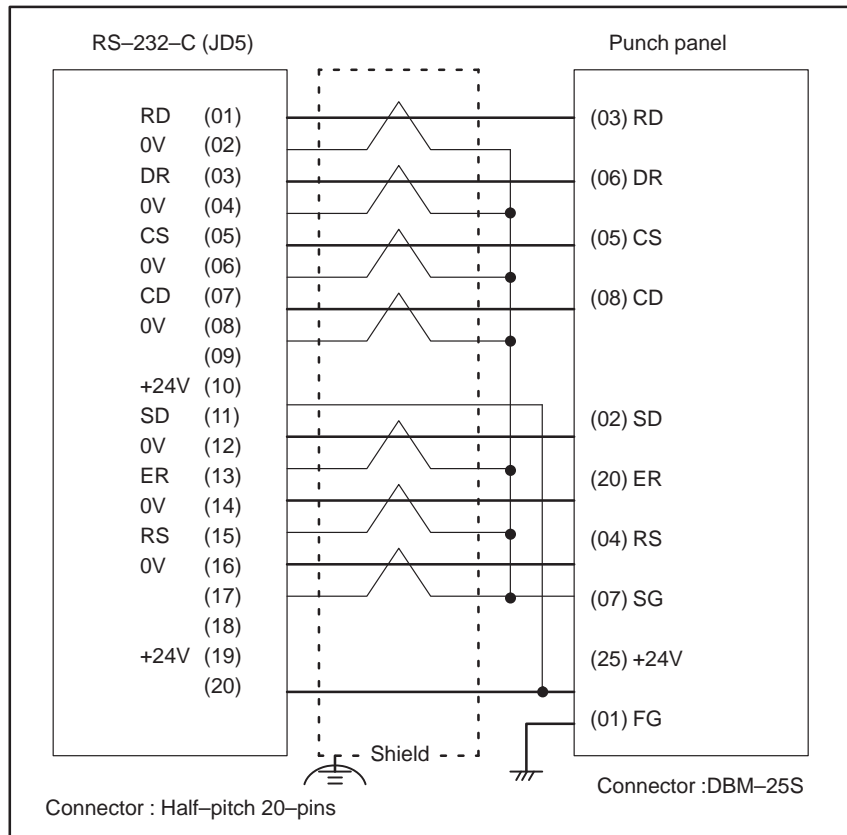 RS–232–C (JD5)
Punch panel
RD (01)
0V (02)
DR (03)
0V (04)
CS (05)
0V (06)
CD (07)
0V (08)
(09)
+24V (10)
SD (11)
0V (12)
ER (13)
0V (14)
RS (15)
0V (16)
(17)
(18)
+24V (19)
(20)
(03) RD
(06) DR
(05) CS
(08) CD
(02) SD
(20) ER
(04) RS
(07) SG
(25) +24V
(01) FG
Shield
Connector : Half–pitch 20–pins
Connector :DBM–25S